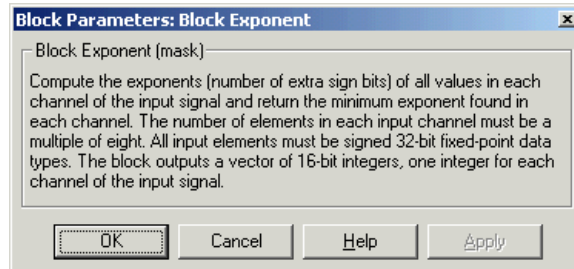 Block Parameters: Block Exponent
Block Exponent (mask)
Compute the exponents (number of extra sign bits) of all values in each
channel of the input signal and return the minimum exponent found in
each channel. The number of elements in each input channel must be a
multiple of eight. All input elements must be signed 32-bit fixed-point data
types. The block outputs a vector of 16-bit integers, one integer for each
channel of the input signal.
OK Cancel Help Apply